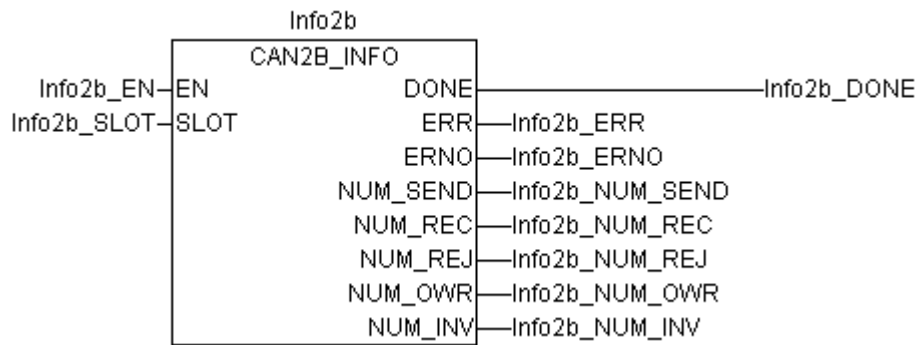 Info2b
CAN2B_INFO
Info2b_EN EN DONE Info2b_DONE
Info2b_SLOT SLOT ERR Info2b_ERR
ERNO Info2b_ERNO
NUM_SEND Info2b_NUM_SEND
NUM_REC Info2b_NUM_REC
NUM_REJ Info2b_NUM_REJ
NUM_OWR Info2b_NUM_OWR
NUM_INV Info2b_NUM_INV